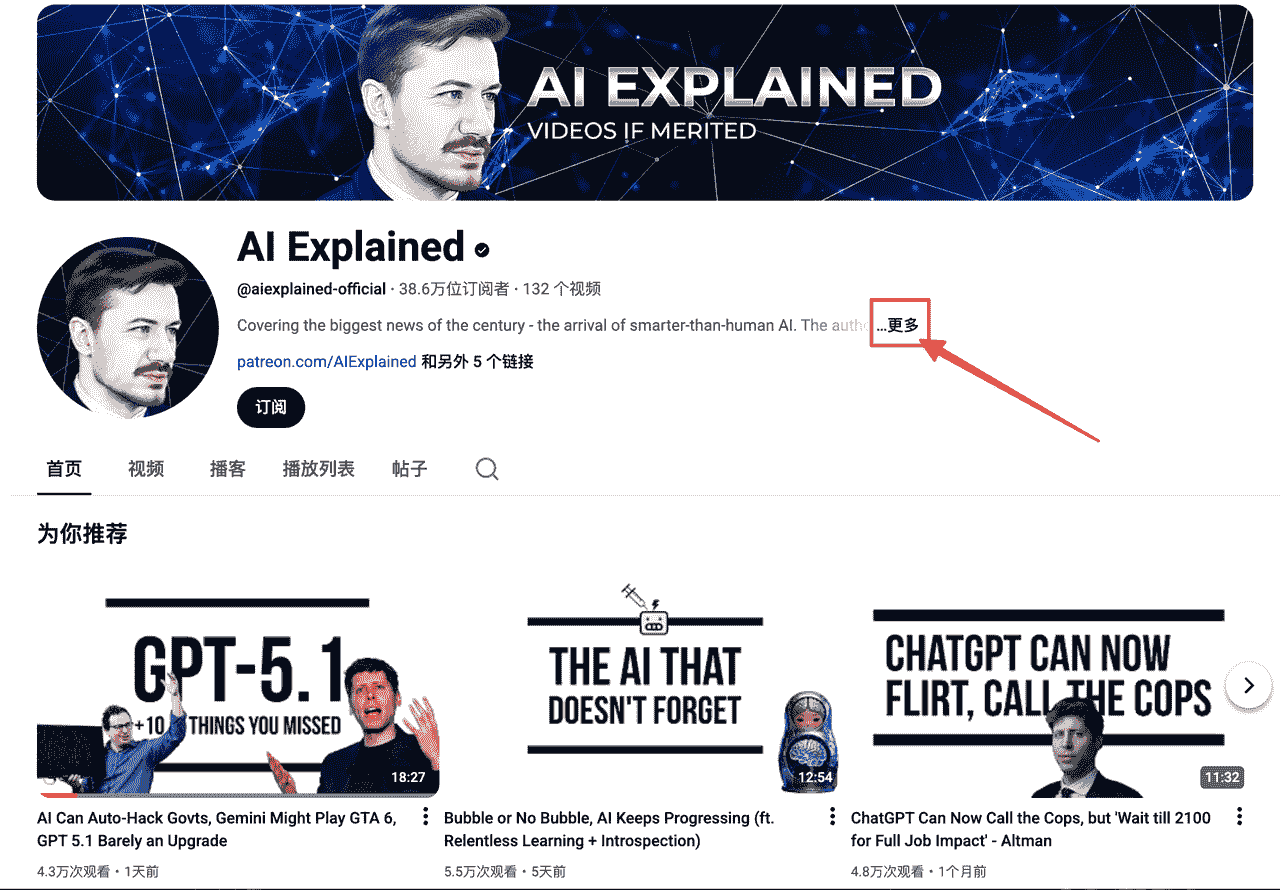 AI EXPLAINED
VIDEOS IF MERITED
AI Explained
@aiexplained-official · 38.6万位订阅者 · 132 个视频
Covering the biggest news of the century - the arrival of smarter-than-human AI. The autho ...更多
patreon.com/AIExplained 和另外 5 个链接
订阅
首页 视频 播客 播放列表 帖子
为你推荐
GPT-5.1
+10 THINGS YOU MISSED
18:27
THE AI THAT
DOESN'T FORGET
12:54
CHATGPT CAN NOW
FLIRT, CALL THE COPS
11:32
AI Can Auto-Hack Govts, Gemini Might Play GTA 6,
GPT 5.1 Barely an Upgrade
4.3万次观看 · 1天前
Bubble or No Bubble, AI Keeps Progressing (ft.
Relentless Learning + Introspection)
5.5万次观看 · 5天前
ChatGPT Can Now Call the Cops, but 'Wait till 2100
for Full Job Impact' - Altman
4.8万次观看 · 1个月前